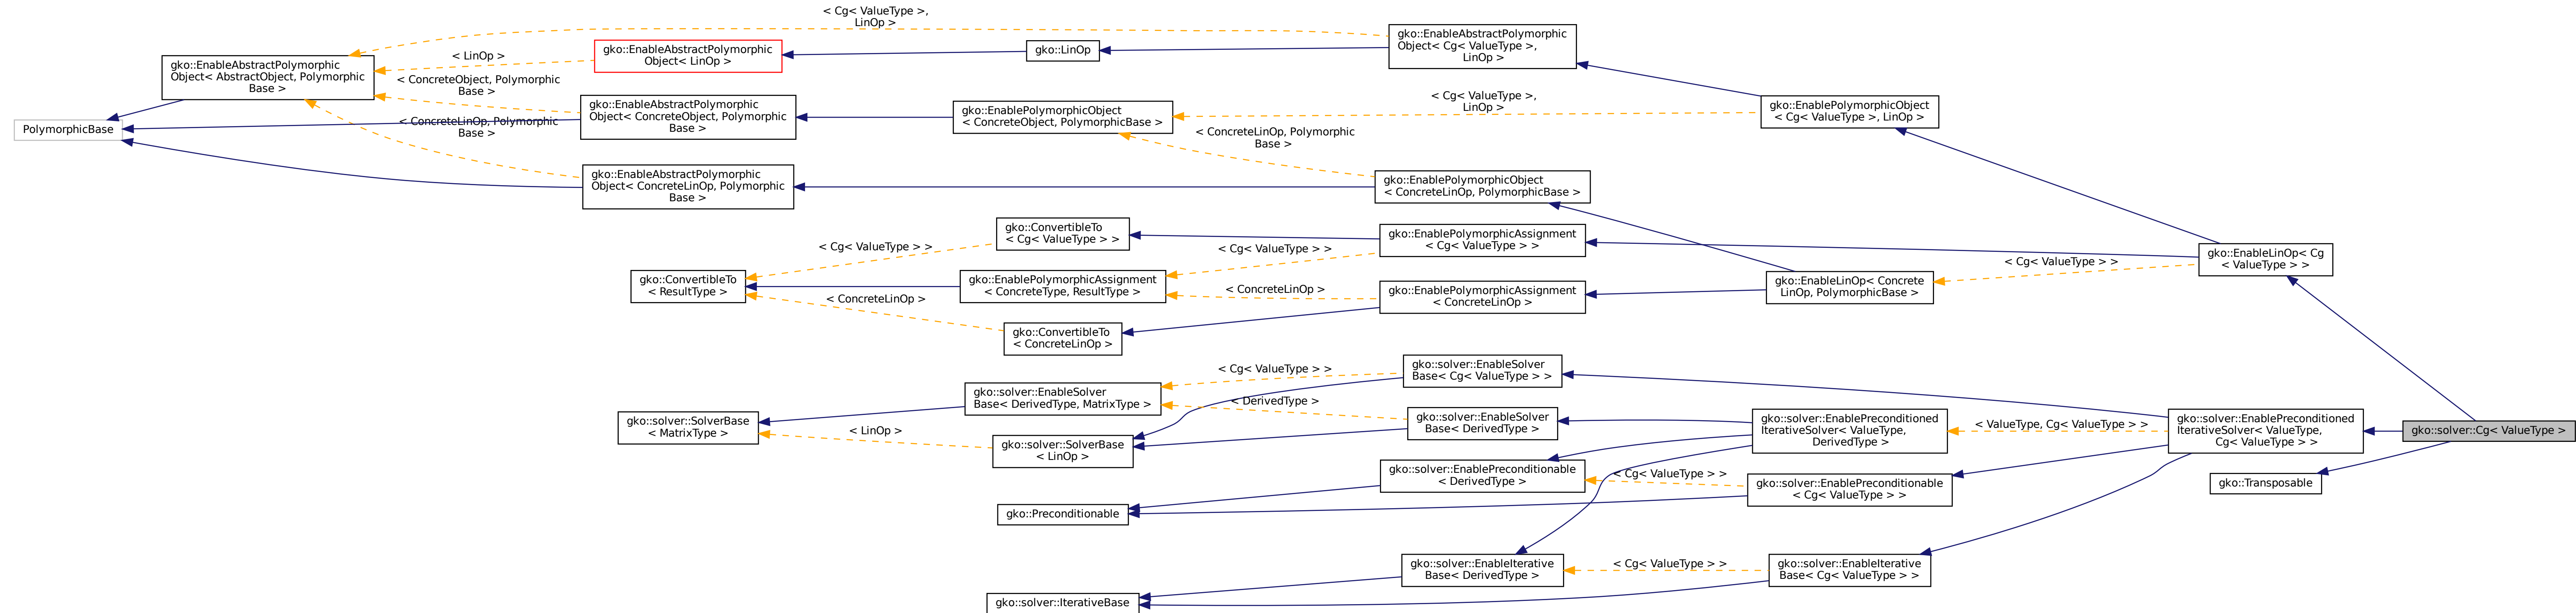 < Cg< ValueType >,
LinOp >
gko::EnableAbstractPolymorphic
Object< Cg< ValueType >,
LinOp >
gko::EnableAbstractPolymorphic
Object< LinOp >
gko::LinOp
< LinOp >
gko::EnableAbstractPolymorphic
Object< AbstractObject, Polymorphic
Base >
< ConcreteObject, Polymorphic
Base >
gko::EnableAbstractPolymorphic
Object< ConcreteObject, Polymorphic
Base >
gko::EnablePolymorphicObject
< ConcreteObject, PolymorphicBase >
< Cg< ValueType >,
LinOp >
gko::EnablePolymorphicObject
< Cg< ValueType >, LinOp >
PolymorphicBase
< ConcreteLinOp, Polymorphic
Base >
< ConcreteLinOp, Polymorphic
Base >
gko::EnableAbstractPolymorphic
Object< ConcreteLinOp, Polymorphic
Base >
gko::EnablePolymorphicObject
< ConcreteLinOp, PolymorphicBase >
gko::ConvertibleTo
< Cg< ValueType > >
gko::EnablePolymorphicAssignment
< Cg< ValueType > >
< Cg< ValueType > >
< Cg< ValueType > >
gko::EnableLinOp< Cg
< ValueType > >
< Cg< ValueType > >
gko::ConvertibleTo
< ResultType >
gko::EnablePolymorphicAssignment
< ConcreteType, ResultType >
< ConcreteLinOp >
gko::EnablePolymorphicAssignment
< ConcreteLinOp >
gko::EnableLinOp< Concrete
LinOp, PolymorphicBase >
< ConcreteLinOp >
gko::ConvertibleTo
< ConcreteLinOp >
gko::solver::EnableSolver
Base< Cg< ValueType > >
< Cg< ValueType > >
gko::solver::EnableSolver
Base< DerivedType, MatrixType >
< DerivedType >
gko::solver::SolverBase
< MatrixType >
< LinOp >
gko::solver::SolverBase
< LinOp >
gko::solver::EnableSolver
Base< DerivedType >
gko::solver::EnablePreconditioned
IterativeSolver< ValueType,
DerivedType >
< ValueType, Cg< ValueType > >
gko::solver::EnablePreconditioned
IterativeSolver< ValueType,
Cg< ValueType > >
gko::solver::Cg< ValueType >
gko::solver::EnablePreconditionable
< DerivedType >
< Cg< ValueType > >
gko::solver::EnablePreconditionable
< Cg< ValueType > >
gko::Transposable
gko::Preconditionable
gko::solver::EnableIterative
Base< DerivedType >
< Cg< ValueType > >
gko::solver::EnableIterative
Base< Cg< ValueType > >
gko::solver::IterativeBase